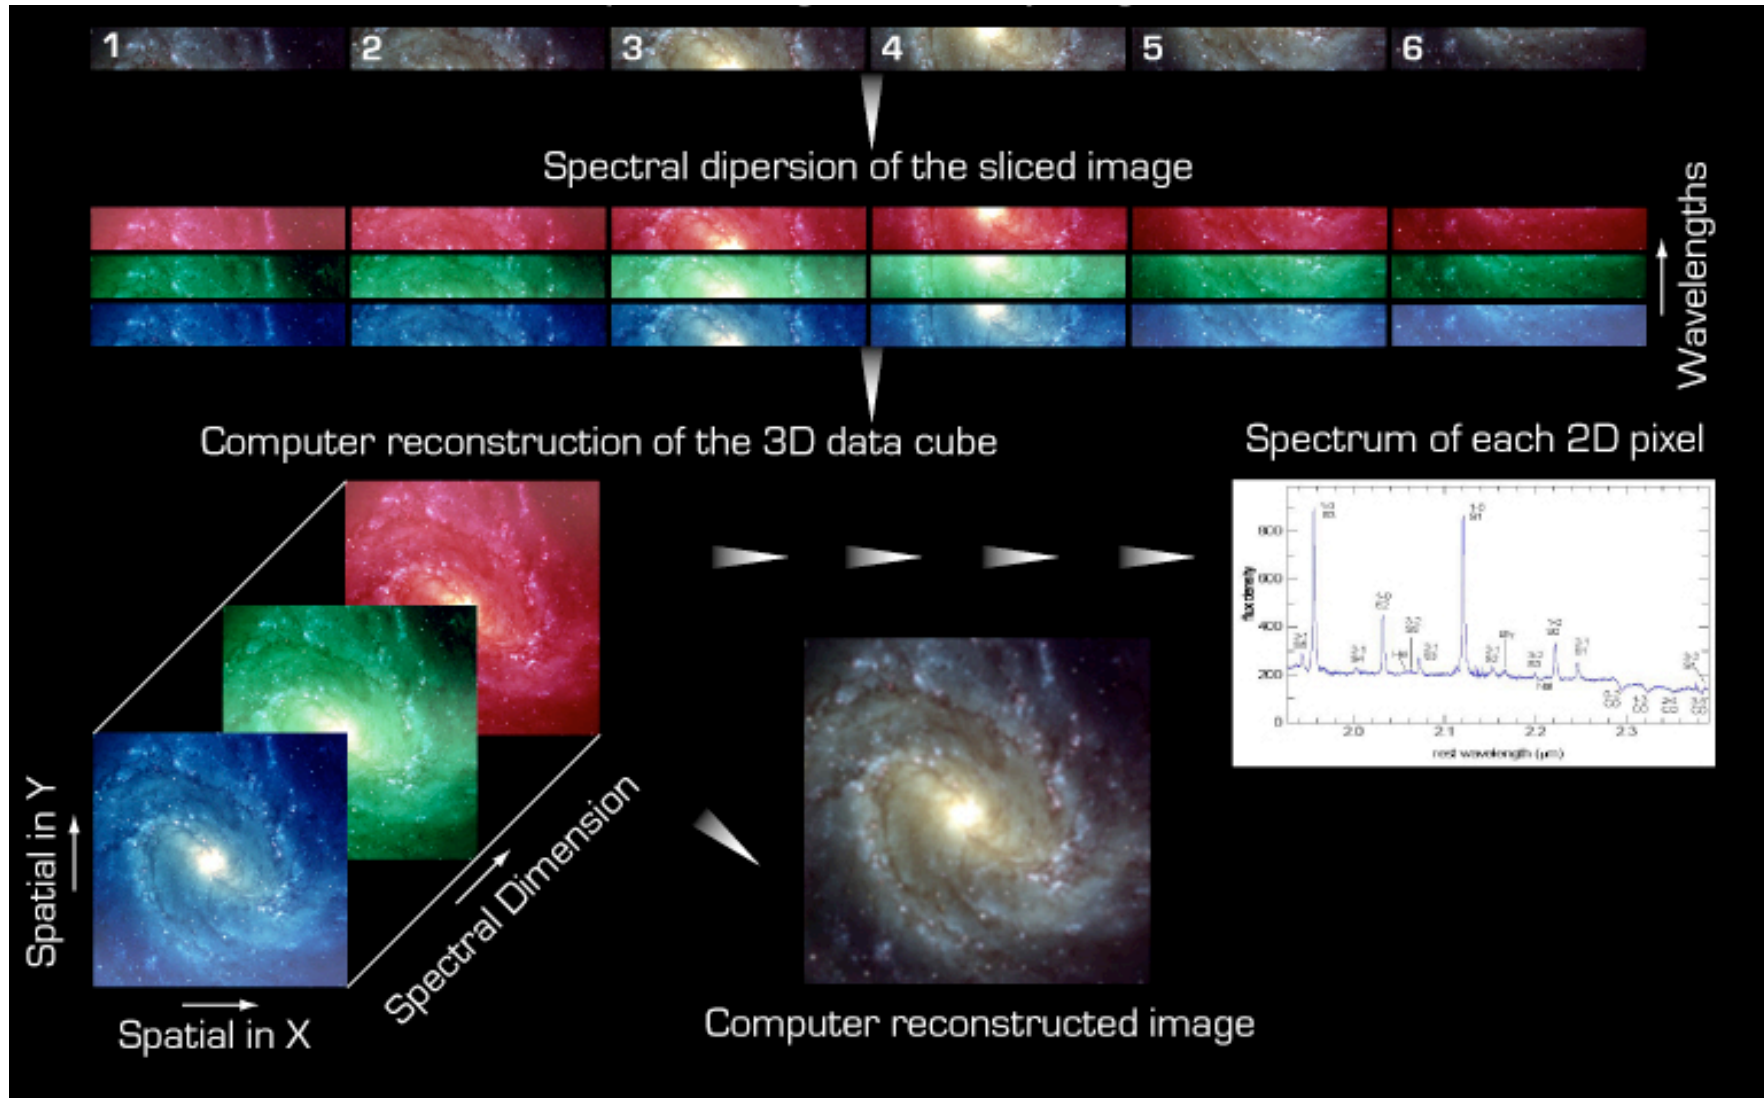 1 2 3 4 5 6
Spectral dipersion of the sliced image
Wavelengths
Computer reconstruction of the 3D data cube
Spectrum of each 2D pixel
800
600
400
200
0
flux density
2.0 2.1 2.2 2.3
rest wavelength (μm)
Spatial in Y
Spatial in X
Spectral Dimension
Computer reconstructed image